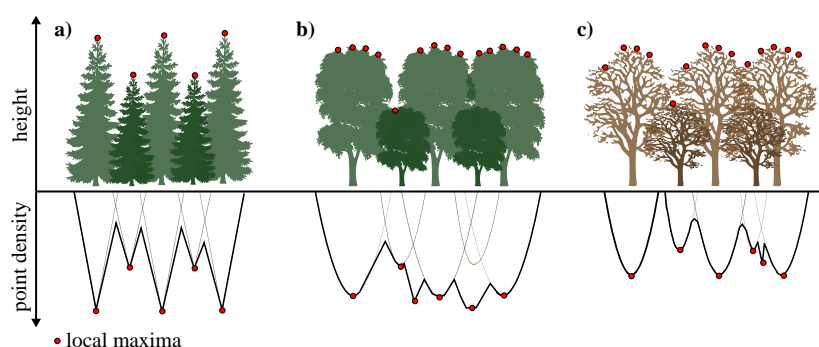 a)
b)
c)
height
point density
local maxima